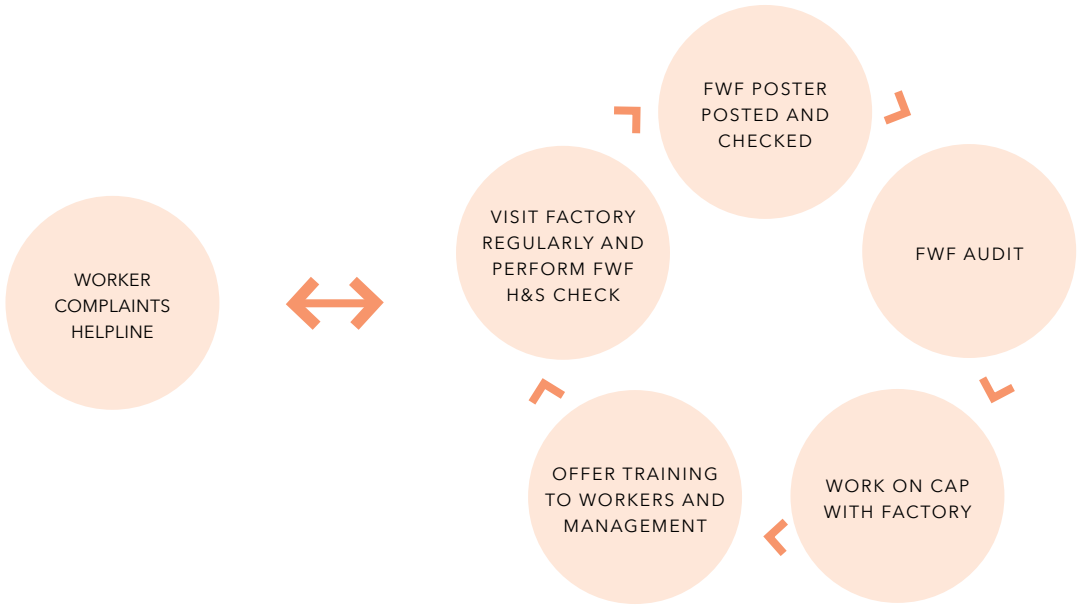 WORKER
COMPLAINTS
HELPLINE
FWF POSTER
POSTED AND
CHECKED
FWF AUDIT
WORK ON CAP
WITH FACTORY
OFFER TRAINING
TO WORKERS AND
MANAGEMENT
VISIT FACTORY
REGULARLY AND
PERFORM FWF
H&S CHECK